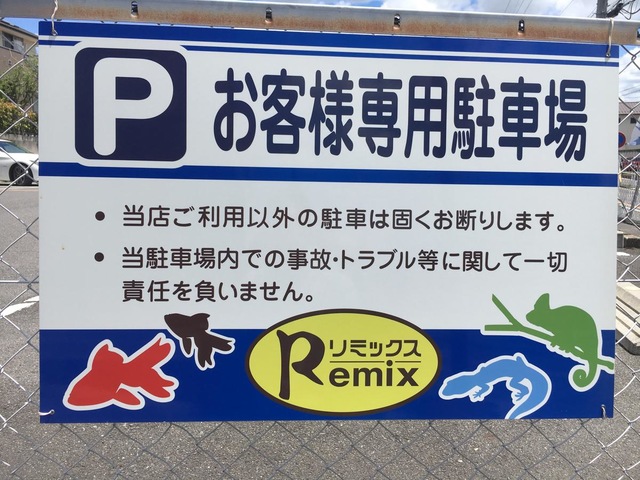 P お客様専用駐車場
• 当店ご利用以外の駐車は固くお断りします。
• 当駐車場内での事故・トラブル等に関して一切
責任を負いません。
リミックス
Remix